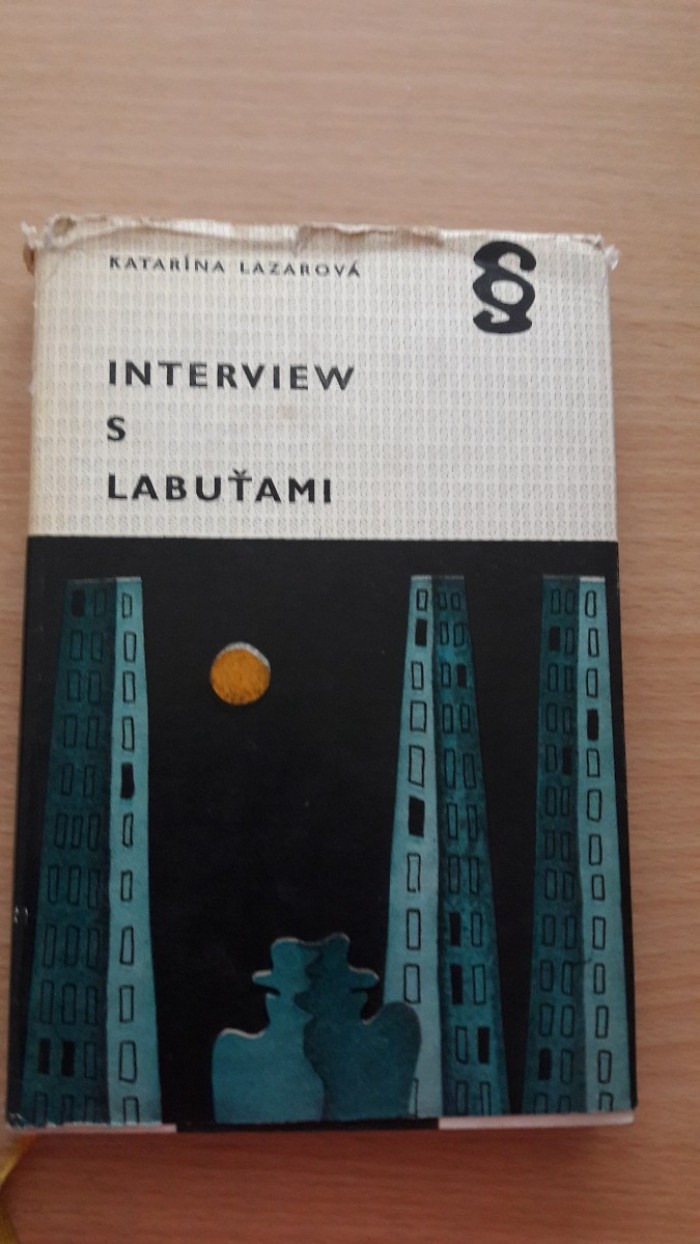 KATARÍNA LAZAROVÁ
§
INTERVIEW
S
LABUŤAMI